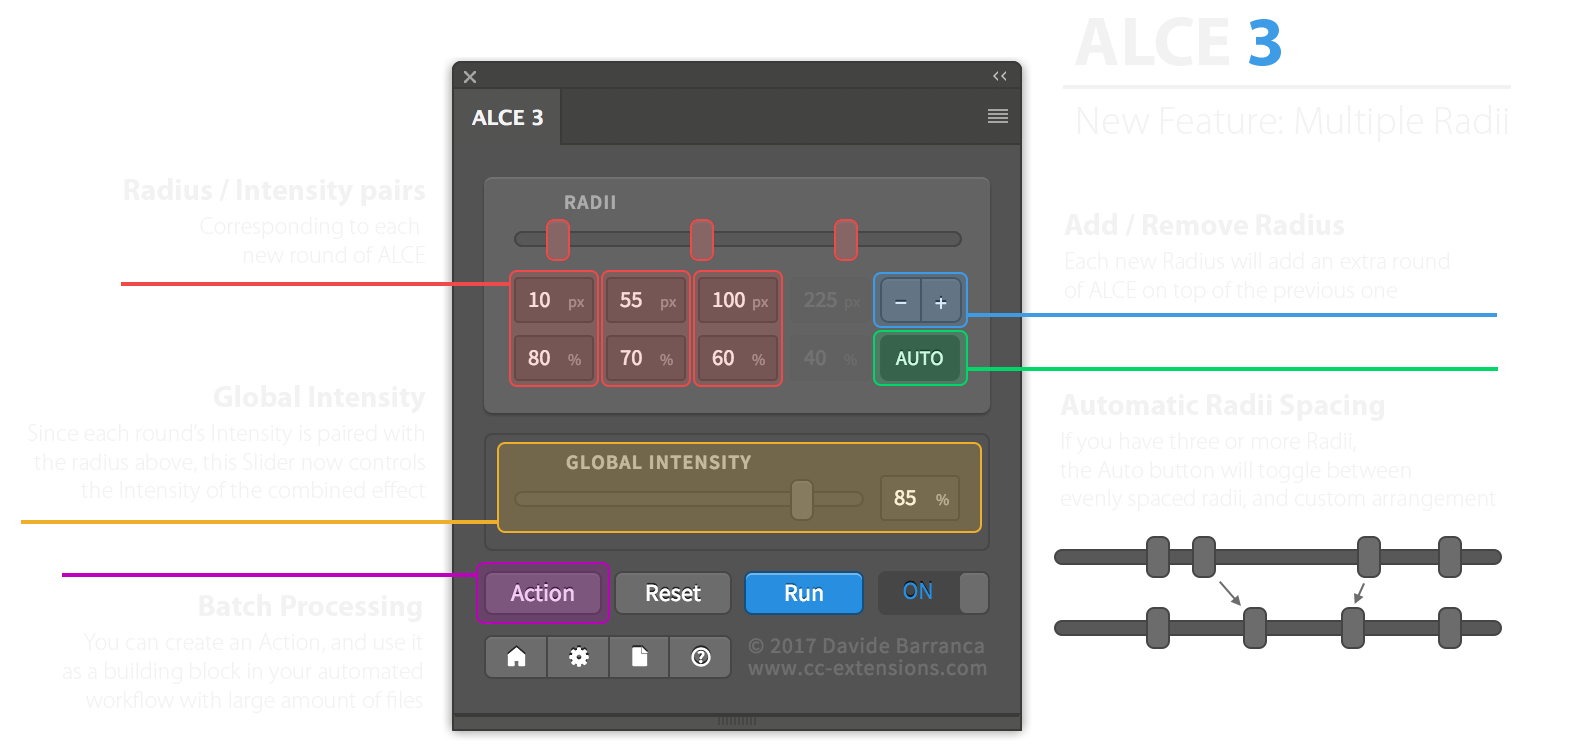 ALCE 3
New Feature: Multiple Radii
ALCE 3
Radius / Intensity pairs
Corresponding to each
new round of ALCE
Global Intensity
Since each round's Intensity is paired with
the radius above, this Slider now controls
the Intensity of the combined effect
Batch Processing
You can create an Action, and use it
as a building block in your automated
workflow with large amount of files
RADII
10 px 55 px 100 px 225 px − +
80 % 70 % 60 % 40 % AUTO
GLOBAL INTENSITY
85 %
Action Reset Run ON
© 2017 Davide Barranca
www.cc-extensions.com
Add / Remove Radius
Each new Radius will add an extra round
of ALCE on top of the previous one
Automatic Radii Spacing
If you have three or more Radii,
the Auto button will toggle between
evenly spaced radii, and custom arrangement